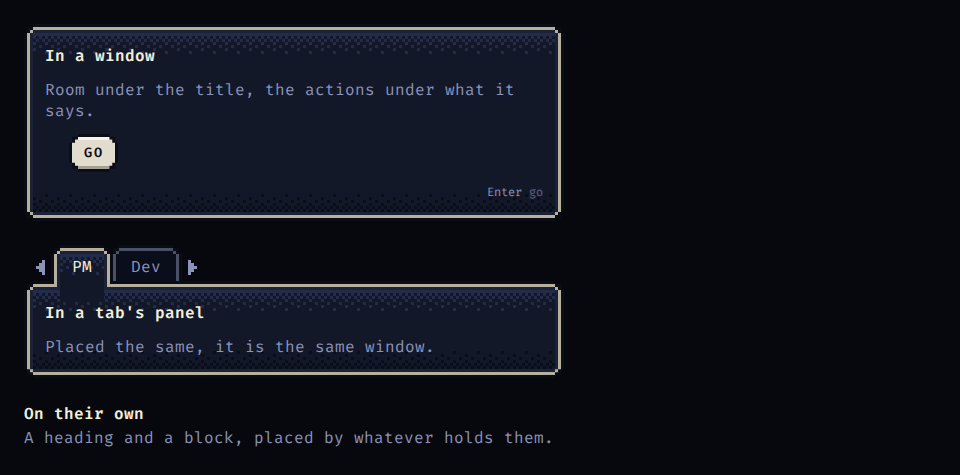 In a window
Room under the title, the actions under what it
says.
GO
Enter go
PM Dev
In a tab's panel
Placed the same, it is the same window.
On their own
A heading and a block, placed by whatever holds them.